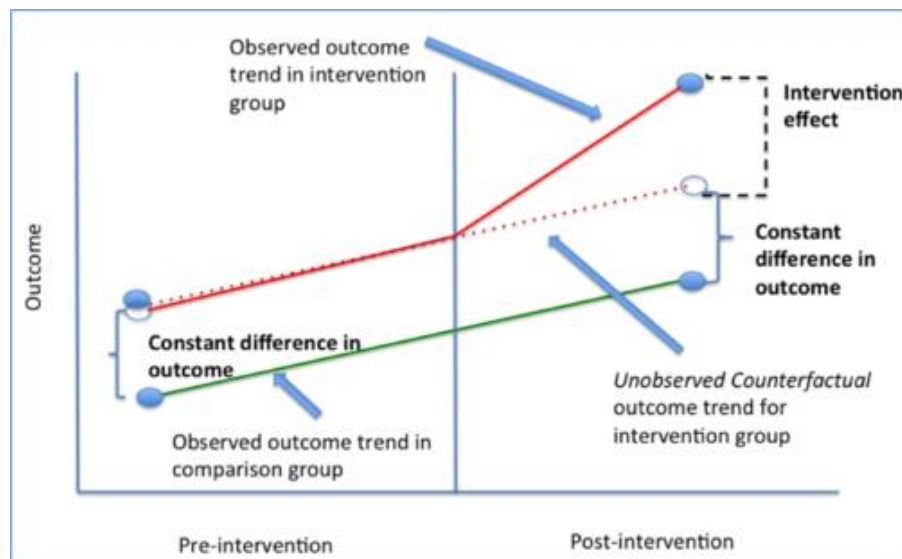 Observed outcome
trend in intervention
group
Intervention
effect
Outcome
Constant
difference in
outcome
Constant difference in
outcome
Unobserved Counterfactual
outcome trend for
intervention group
Observed outcome trend in
comparison group
Pre-intervention
Post-intervention